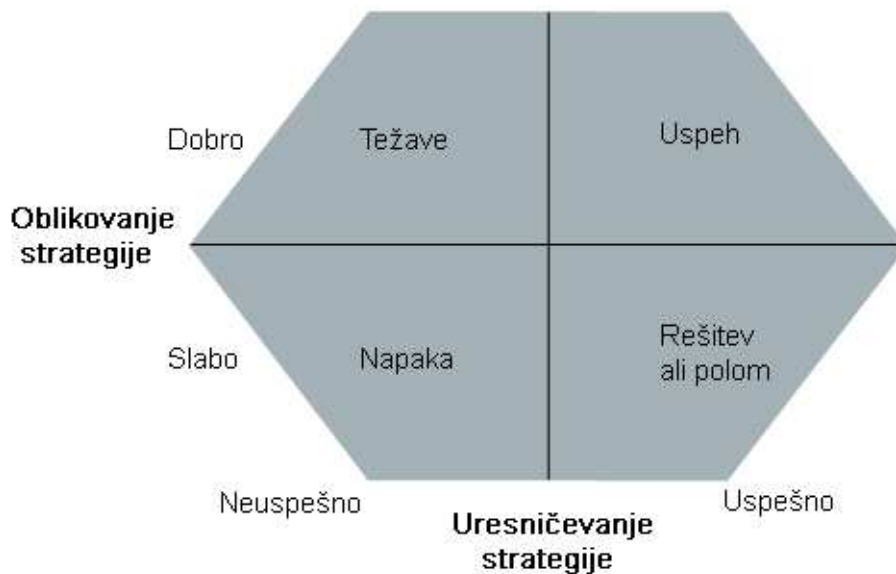 Dobro
Težave
Uspeh
Oblikovanje
strategije
Slabo
Napaka
Rešitev
ali polom
Neuspešno
Uresničevanje
strategije
Uspešno